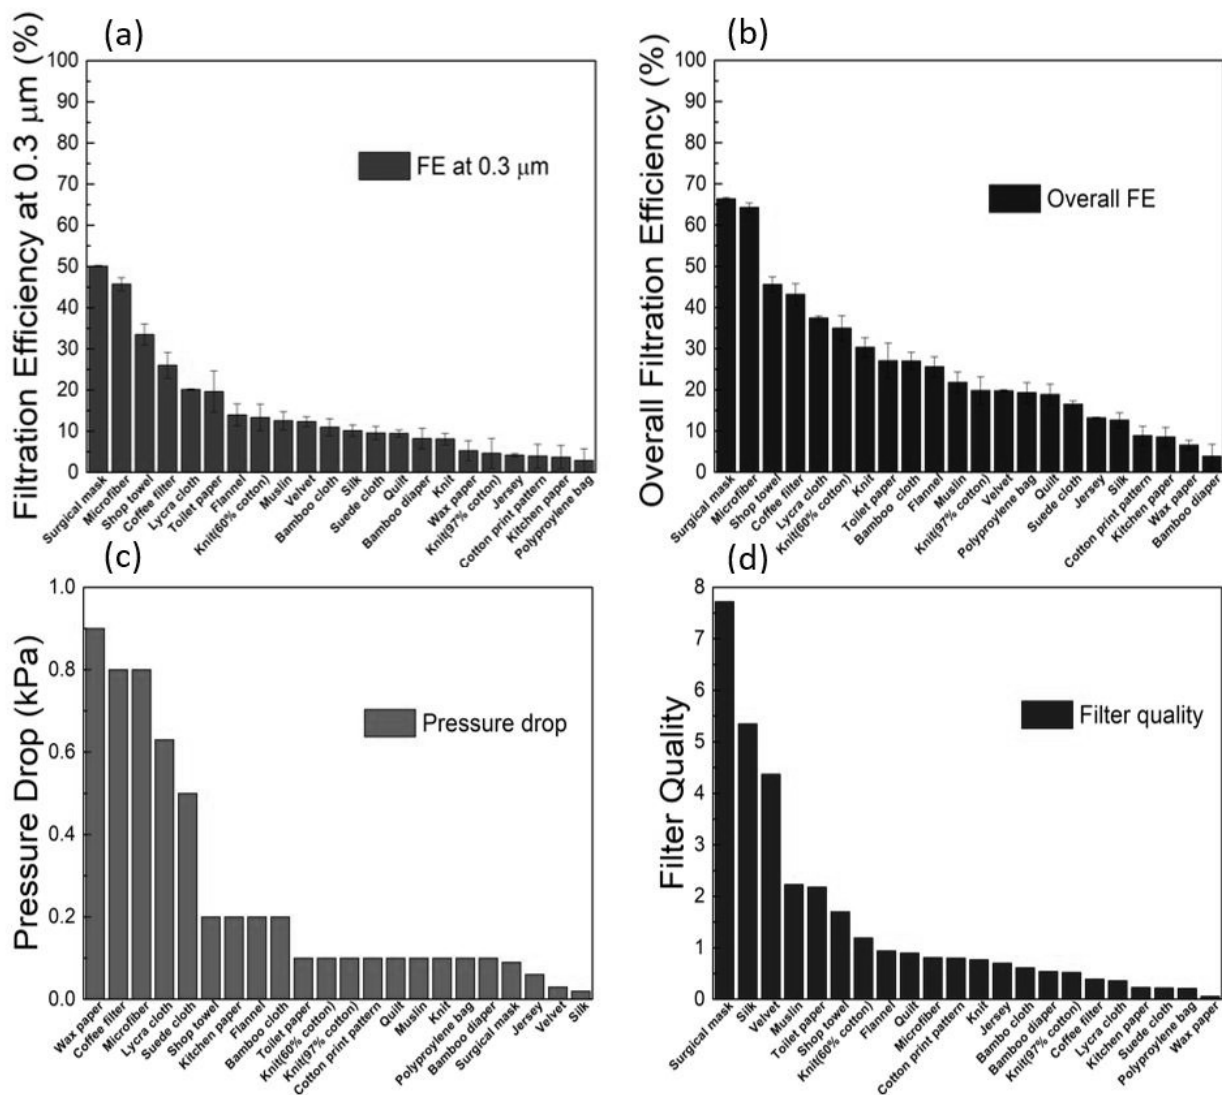 (a)
Filtration Efficiency at 0.3 μm (%)
100
90
80
70
60
50
40
30
20
10
0
FE at 0.3 μm
Surgical mask
Microfiber
Shop towel
Coffee filter
Lycra cloth
Toilet paper
Flannel
Knit(60% cotton)
Muslin
Velvet
Bamboo cloth
Silk
Suede cloth
Quilt
Bamboo diaper
Knit
Wax paper
Knit(97% cotton)
Jersey
Cotton print pattern
Kitchen paper
Polyproylene bag
(b)
Overall Filtration Efficiency (%)
100
90
80
70
60
50
40
30
20
10
0
Overall FE
Surgical mask
Microfiber
Shop towel
Coffee filter
Lycra cloth
Knit(60% cotton)
Knit
Toilet paper
Bamboo cloth
Flannel
Muslin
Knit(97% cotton)
Velvet
Polyproylene bag
Quilt
Suede cloth
Jersey
Silk
Cotton print pattern
Kitchen paper
Wax paper
Bamboo diaper
(c)
Pressure Drop (kPa)
1.0
0.8
0.6
0.4
0.2
0.0
Pressure drop
Wax paper
Coffee filter
Microfiber
Lycra cloth
Suede cloth
Shop towel
Kitchen paper
Flannel
Bamboo cloth
Toilet paper
Knit(60% cotton)
Knit(97% cotton)
Cotton print pattern
Quilt
Muslin
Knit
Polyproylene bag
Bamboo diaper
Surgical mask
Jersey
Velvet
Silk
(d)
Filter Quality
8
7
6
5
4
3
2
1
0
Filter quality
Surgical mask
Silk
Velvet
Muslin
Toilet paper
Shop towel
Knit(60% cotton)
Flannel
Quilt
Microfiber
Cotton print pattern
Knit
Jersey
Bamboo cloth
Bamboo diaper
Knit(97% cotton)
Coffee filter
Lycra cloth
Kitchen paper
Suede cloth
Polyproylene bag
Wax paper